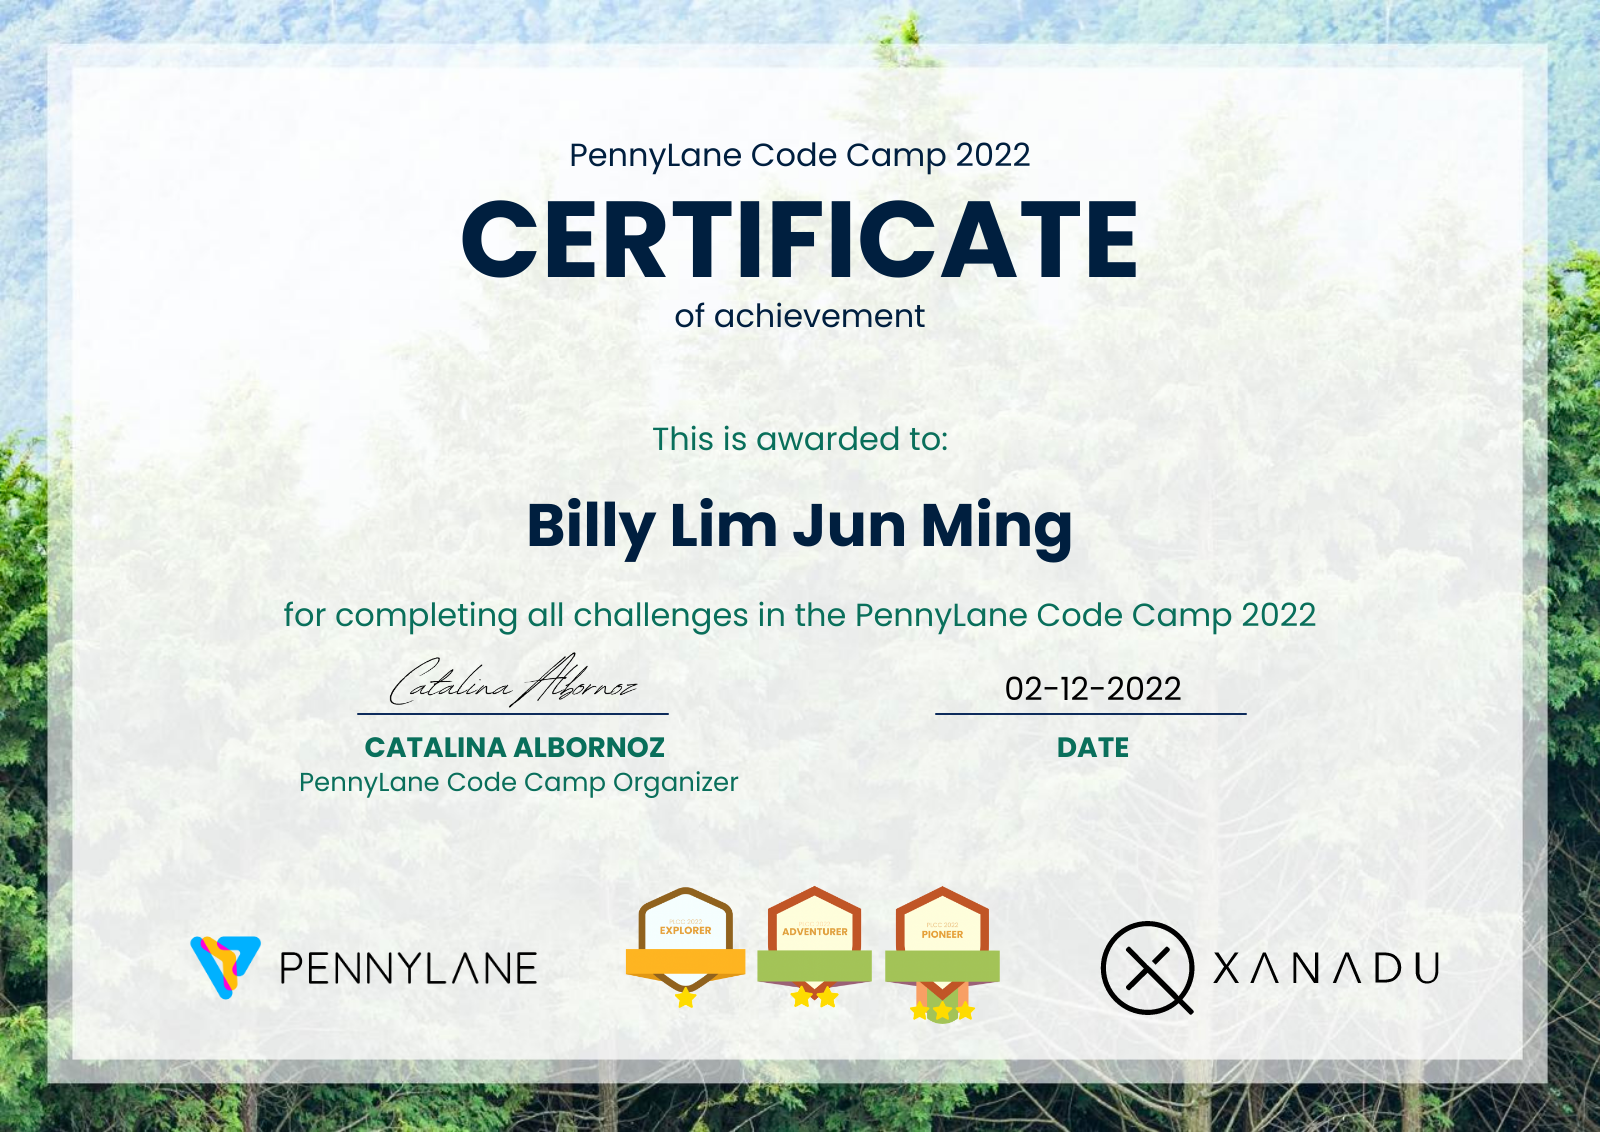 PennyLane Code Camp 2022
CERTIFICATE
of achievement
This is awarded to:
Billy Lim Jun Ming
for completing all challenges in the PennyLane Code Camp 2022
Catalina Albornoz
02-12-2022
CATALINA ALBORNOZ
DATE
PennyLane Code Camp Organizer
PLCC 2022
EXPLORER
PLCC 2022
ADVENTURER
PLCC 2022
PIONEER
PENNYLANE
XANADU